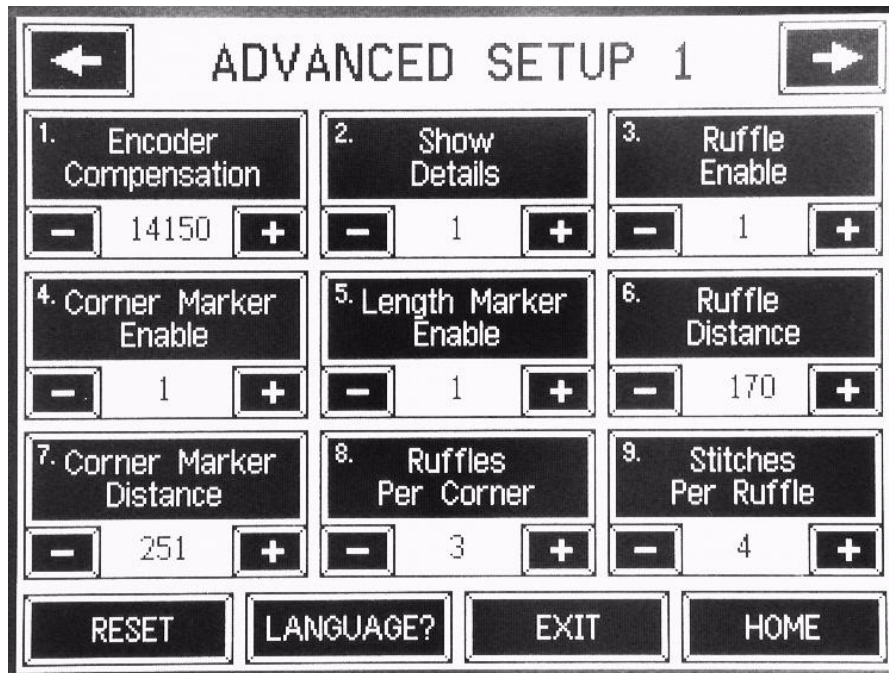 ADVANCED SETUP 1
1. Encoder
Compensation
14150
2. Show
Details
1
3. Ruffle
Enable
1
4. Corner Marker
Enable
1
5. Length Marker
Enable
1
6. Ruffle
Distance
170
7. Corner Marker
Distance
251
8. Ruffles
Per Corner
3
9. Stitches
Per Ruffle
4
RESET
LANGUAGE?
EXIT
HOME